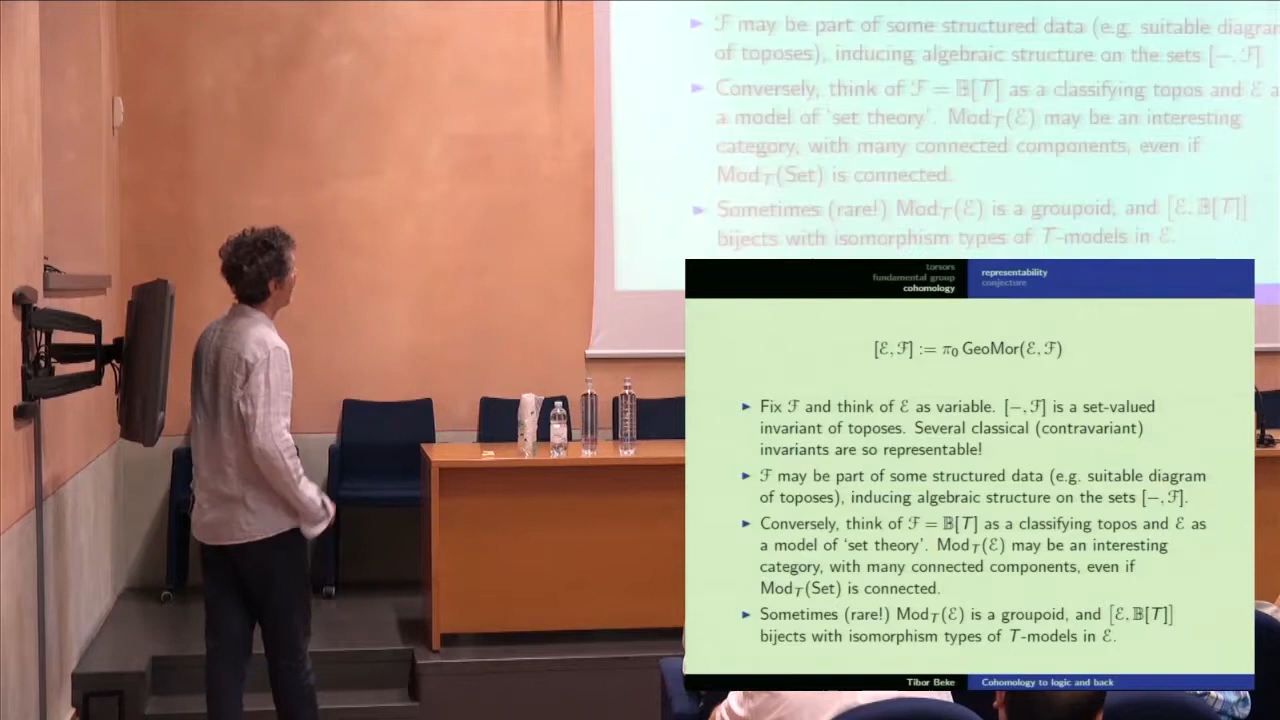 ℱ may be part of some structured data (e.g. suitable diagram
of toposes), inducing algebraic structure on the sets [−, ℱ]
Conversely, think of ℱ = 𝔹[T] as a classifying topos and ℰ a
a model of ‘set theory’. Mod_T(ℰ) may be an interesting
category, with many connected components, even if
Mod_T(Set) is connected.
Sometimes (rare!) Mod_T(ℰ) is a groupoid, and [ℰ, 𝔹[T]]
bijects with isomorphism types of T-models in ℰ.
torsors
fundamental group
cohomology
representability
conjecture
[ℰ, ℱ] := π₀ GeoMor(ℰ, ℱ)
► Fix ℱ and think of ℰ as variable. [−, ℱ] is a set-valued
invariant of toposes. Several classical (contravariant)
invariants are so representable!
► ℱ may be part of some structured data (e.g. suitable diagram
of toposes), inducing algebraic structure on the sets [−, ℱ].
► Conversely, think of ℱ = 𝔹[T] as a classifying topos and ℰ as
a model of ‘set theory’. Mod_T(ℰ) may be an interesting
category, with many connected components, even if
Mod_T(Set) is connected.
► Sometimes (rare!) Mod_T(ℰ) is a groupoid, and [ℰ, 𝔹[T]]
bijects with isomorphism types of T-models in ℰ.
Tibor Beke
Cohomology to logic and back